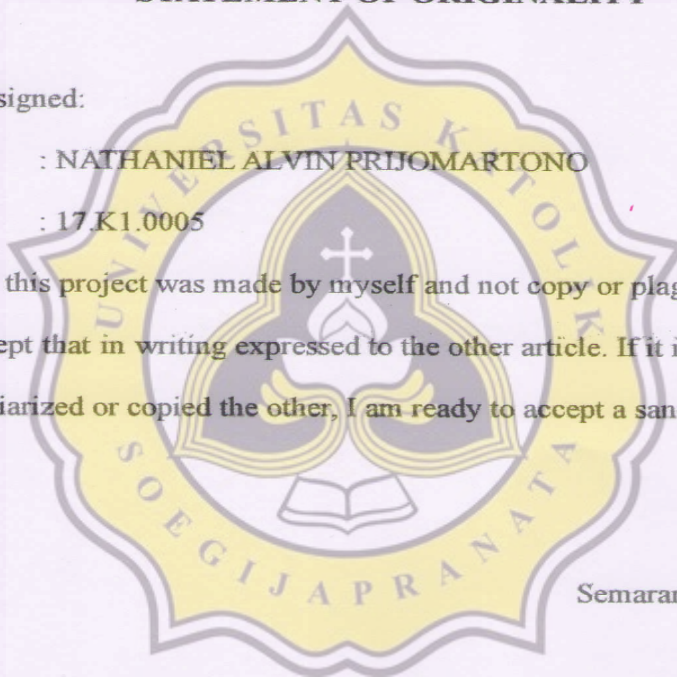 STATEMENT OF ORIGINALITY
signed:
: NATHANIEL ALVIN PRIJOMARTONO
: 17.K1.0005
this project was made by myself and not copy or plag
ept that in writing expressed to the other article. If it i
iarized or copied the other, I am ready to accept a san
Semaran
UNIVERSITAS KATOLIK
SOEGIJAPRANATA